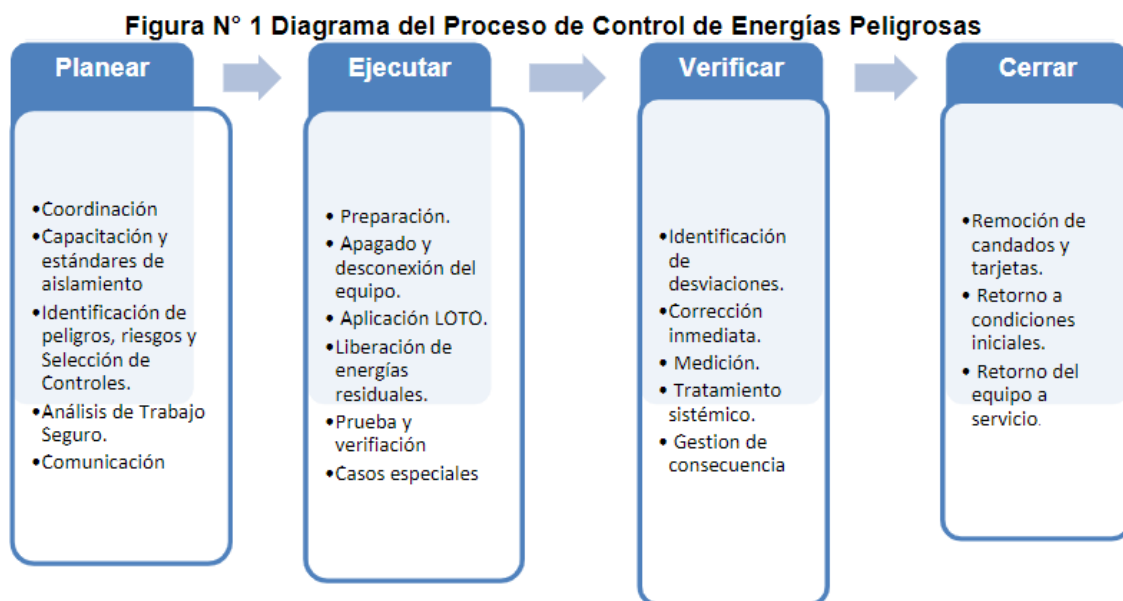 Figura N° 1 Diagrama del Proceso de Control de Energías Peligrosas
Planear
•Coordinación
•Capacitación y
estándares de
aislamiento
•Identificación de
peligros, riesgos y
Selección de
Controles.
•Análisis de Trabajo
Seguro.
•Comunicación
Ejecutar
• Preparación.
• Apagado y
desconexión del
equipo.
• Aplicación LOTO.
•Liberación de
energías
residuales.
• Prueba y
verifiación
•Casos especiales
Verificar
•Identificación
de
desviaciones.
•Corrección
inmediata.
• Medición.
• Tratamiento
sistémico.
• Gestion de
consecuencia
Cerrar
•Remoción de
candados y
tarjetas.
• Retorno a
condiciones
iniciales.
• Retorno del
equipo a
servicio.